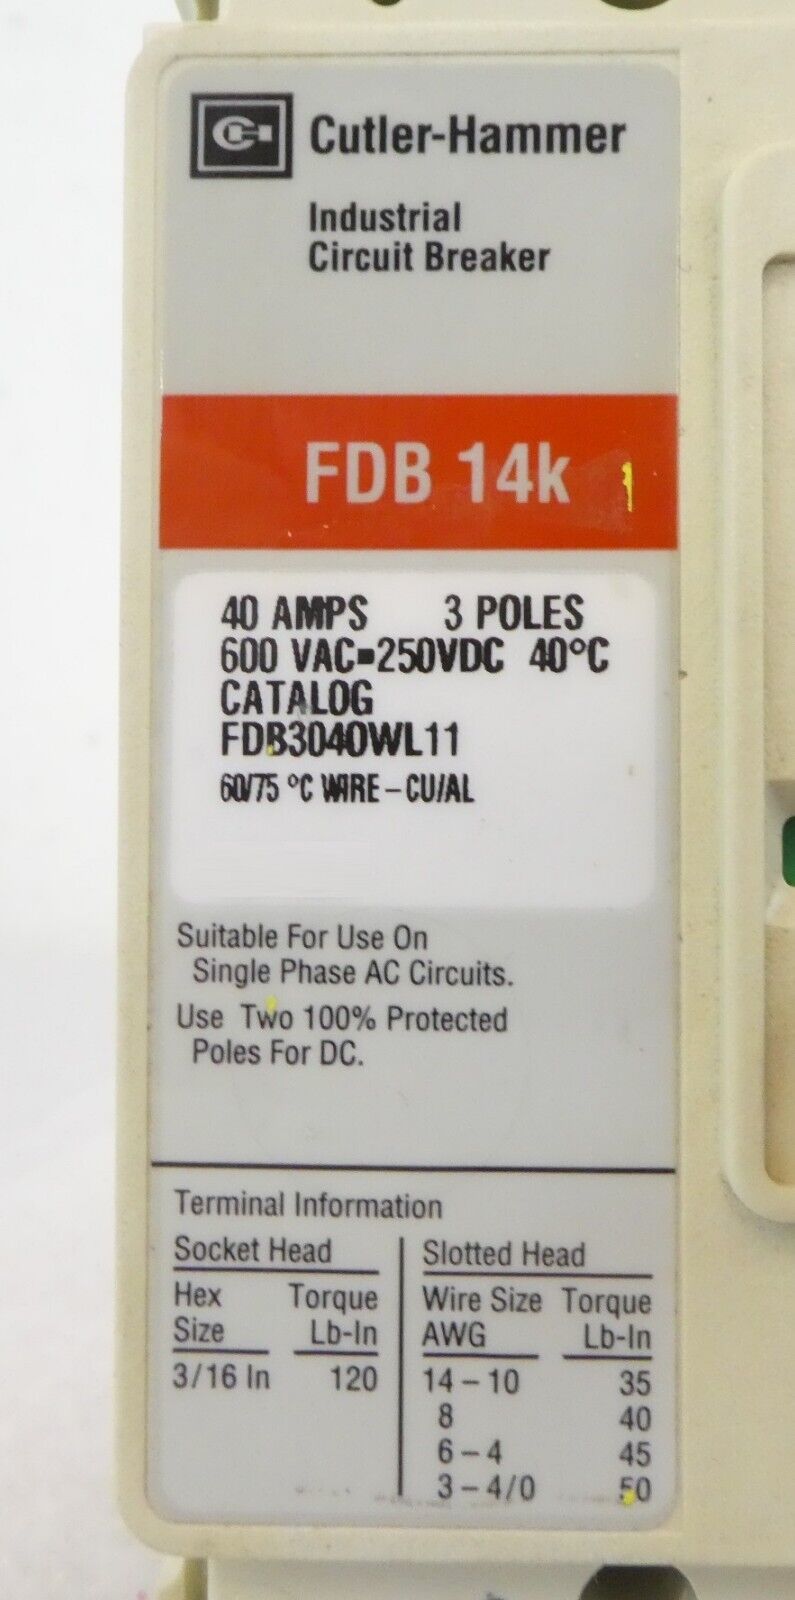 Cutler-Hammer
Industrial
Circuit Breaker
FDB 14k
40 AMPS 3 POLES
600 VAC=250VDC 40°C
CATALOG
FDB3040WL11
60/75 °C WIRE-CU/AL
Suitable For Use On
Single Phase AC Circuits.
Use Two 100% Protected
Poles For DC.
Terminal Information
Socket Head Slotted Head
Hex Torque Wire Size Torque
Size Lb-In AWG Lb-In
3/16 In 120 14-10 35
8 40
6-4 45
3-4/0 50